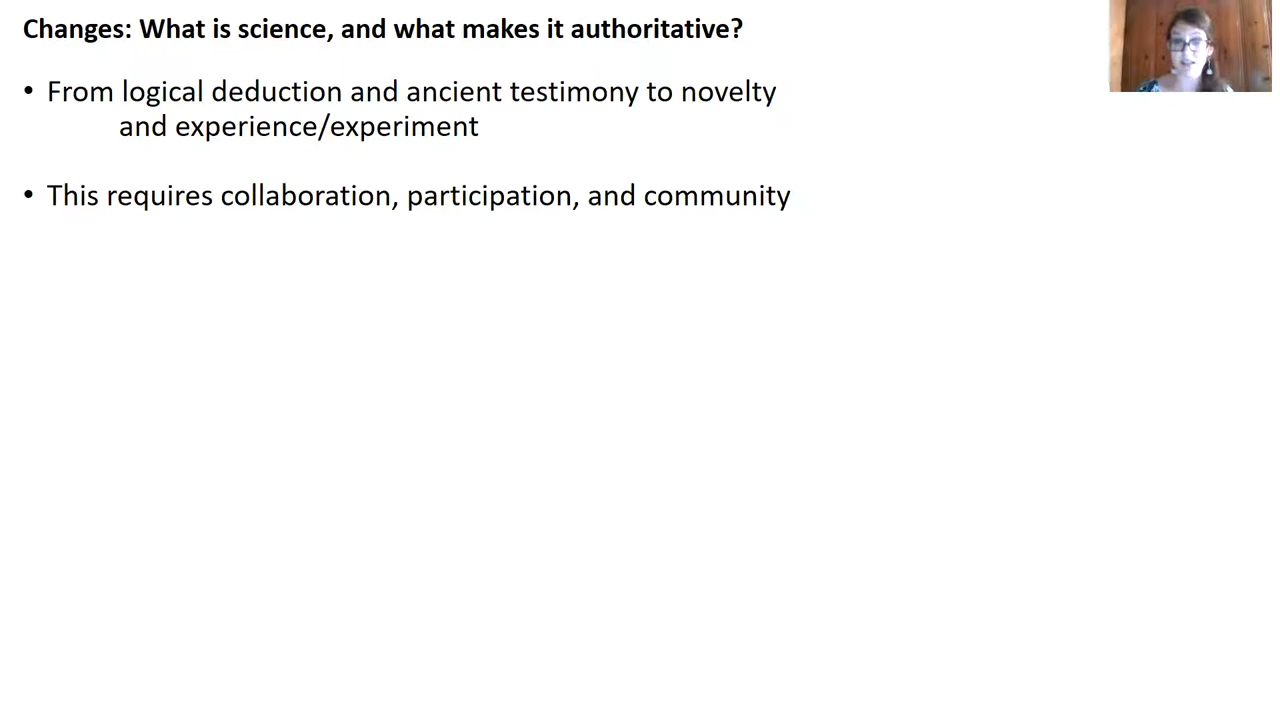 Changes: What is science, and what makes it authoritative?
• From logical deduction and ancient testimony to novelty
and experience/experiment
• This requires collaboration, participation, and community